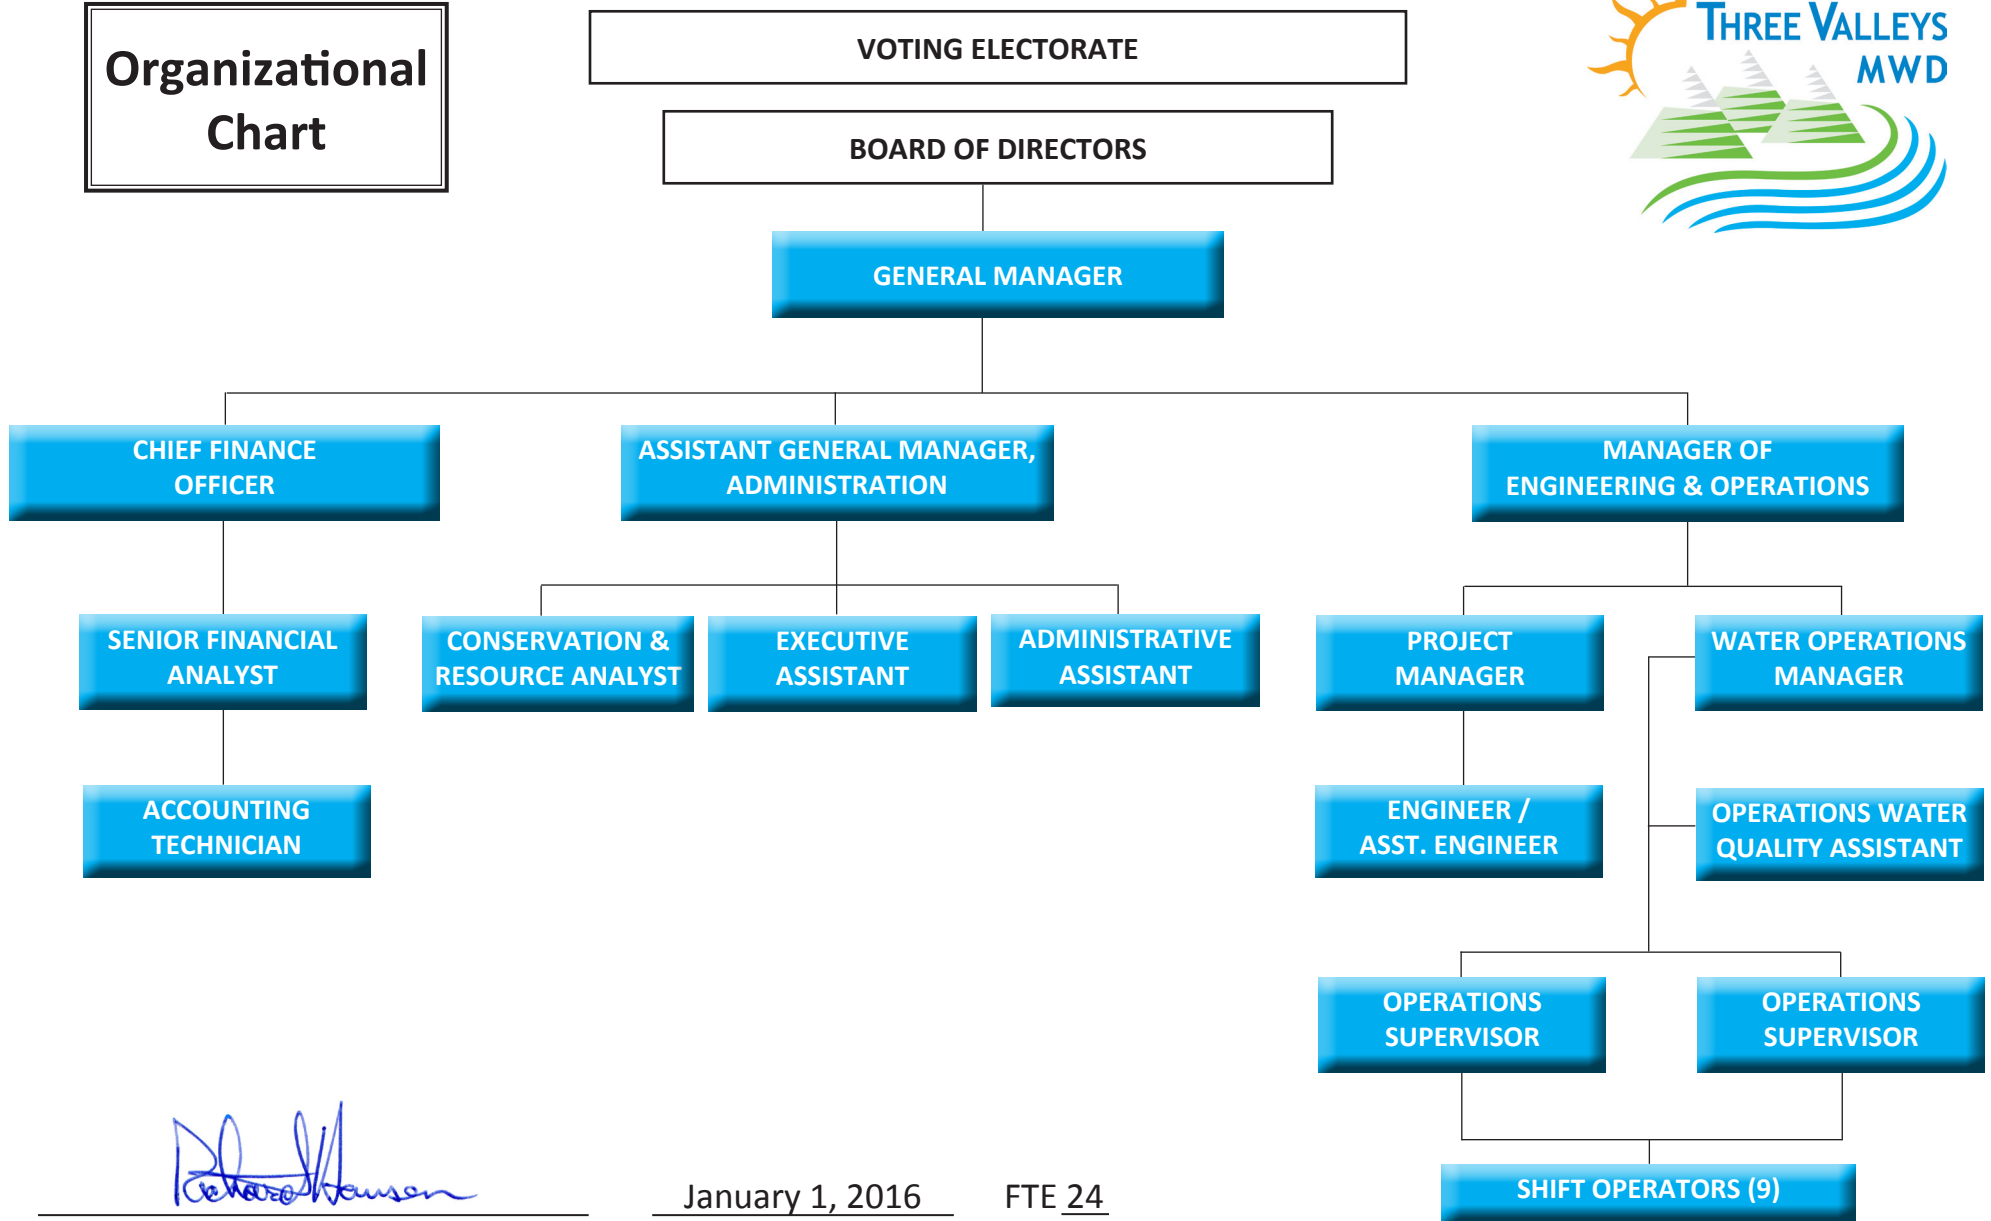 Organizational
Chart
VOTING ELECTORATE
BOARD OF DIRECTORS
THREE VALLEYS
MWD
GENERAL MANAGER
CHIEF FINANCE
OFFICER
ASSISTANT GENERAL MANAGER,
ADMINISTRATION
MANAGER OF
ENGINEERING & OPERATIONS
SENIOR FINANCIAL
ANALYST
CONSERVATION &
RESOURCE ANALYST
EXECUTIVE
ASSISTANT
ADMINISTRATIVE
ASSISTANT
PROJECT
MANAGER
WATER OPERATIONS
MANAGER
ACCOUNTING
TECHNICIAN
ENGINEER /
ASST. ENGINEER
OPERATIONS WATER
QUALITY ASSISTANT
OPERATIONS
SUPERVISOR
OPERATIONS
SUPERVISOR
SHIFT OPERATORS (9)
January 1, 2016
FTE 24